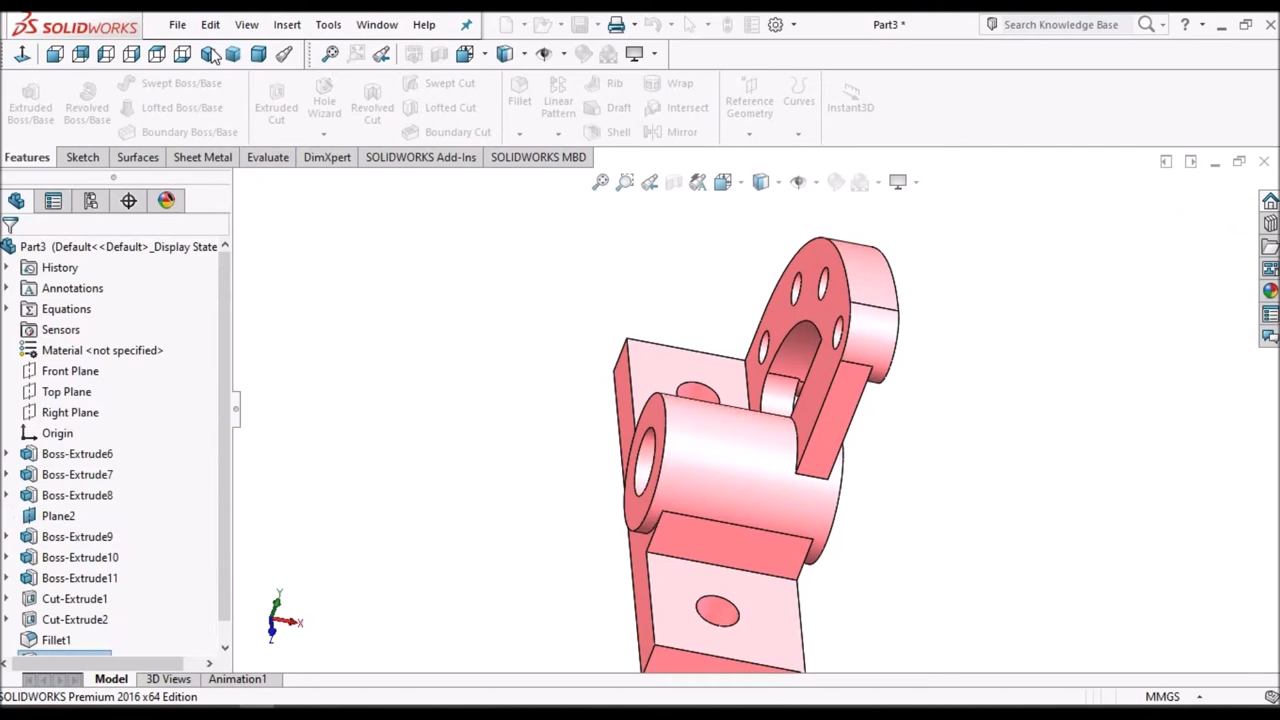 SOLIDWORKS File Edit View Insert Tools Window Help Part3 * Search Knowledge Base ?
Extruded Boss/Base
Revolved Boss/Base
Swept Boss/Base
Lofted Boss/Base
Boundary Boss/Base
Extruded Cut
Hole Wizard
Revolved Cut
Swept Cut
Lofted Cut
Boundary Cut
Fillet
Linear Pattern
Rib
Draft
Shell
Wrap
Intersect
Mirror
Reference Geometry
Curves
Instant3D
Features Sketch Surfaces Sheet Metal Evaluate DimXpert SOLIDWORKS Add-Ins SOLIDWORKS MBD
Part3 (Default<<Default>_Display State
History
Annotations
Equations
Sensors
Material <not specified>
Front Plane
Top Plane
Right Plane
Origin
Boss-Extrude6
Boss-Extrude7
Boss-Extrude8
Plane2
Boss-Extrude9
Boss-Extrude10
Boss-Extrude11
Cut-Extrude1
Cut-Extrude2
Fillet1
Y
X
Z
Model 3D Views Animation1
SOLIDWORKS Premium 2016 x64 Edition MMGS